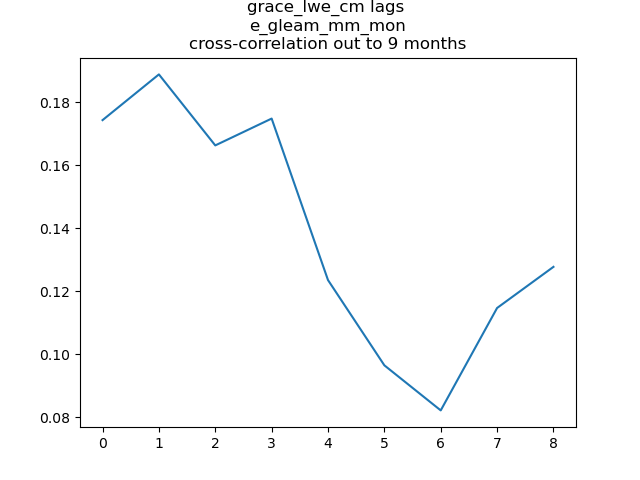 grace_lwe_cm lags
e_gleam_mm_mon
cross-correlation out to 9 months
0.18
0.16
0.14
0.12
0.10
0.08
0 1 2 3 4 5 6 7 8